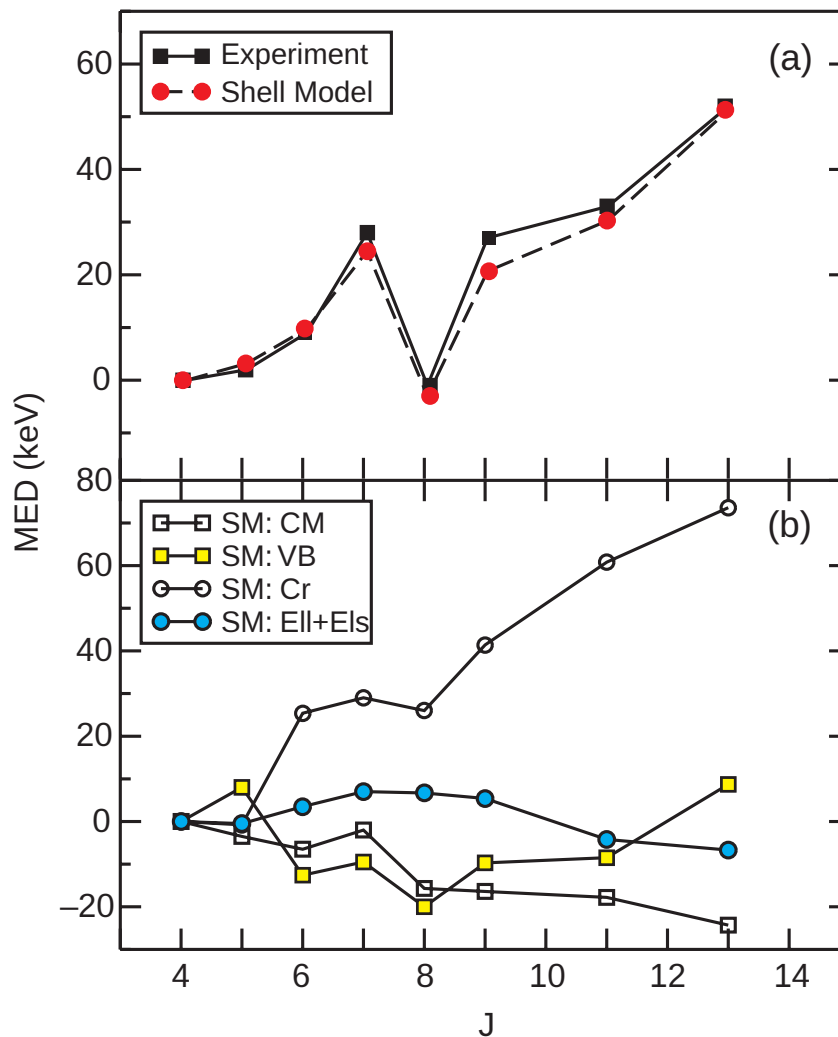 (a)
Experiment
Shell Model
60
40
20
0
MED (keV)
(b)
SM: CM
SM: VB
SM: Cr
SM: Ell+Els
80
60
40
20
0
–20
4 6 8 10 12 14
J